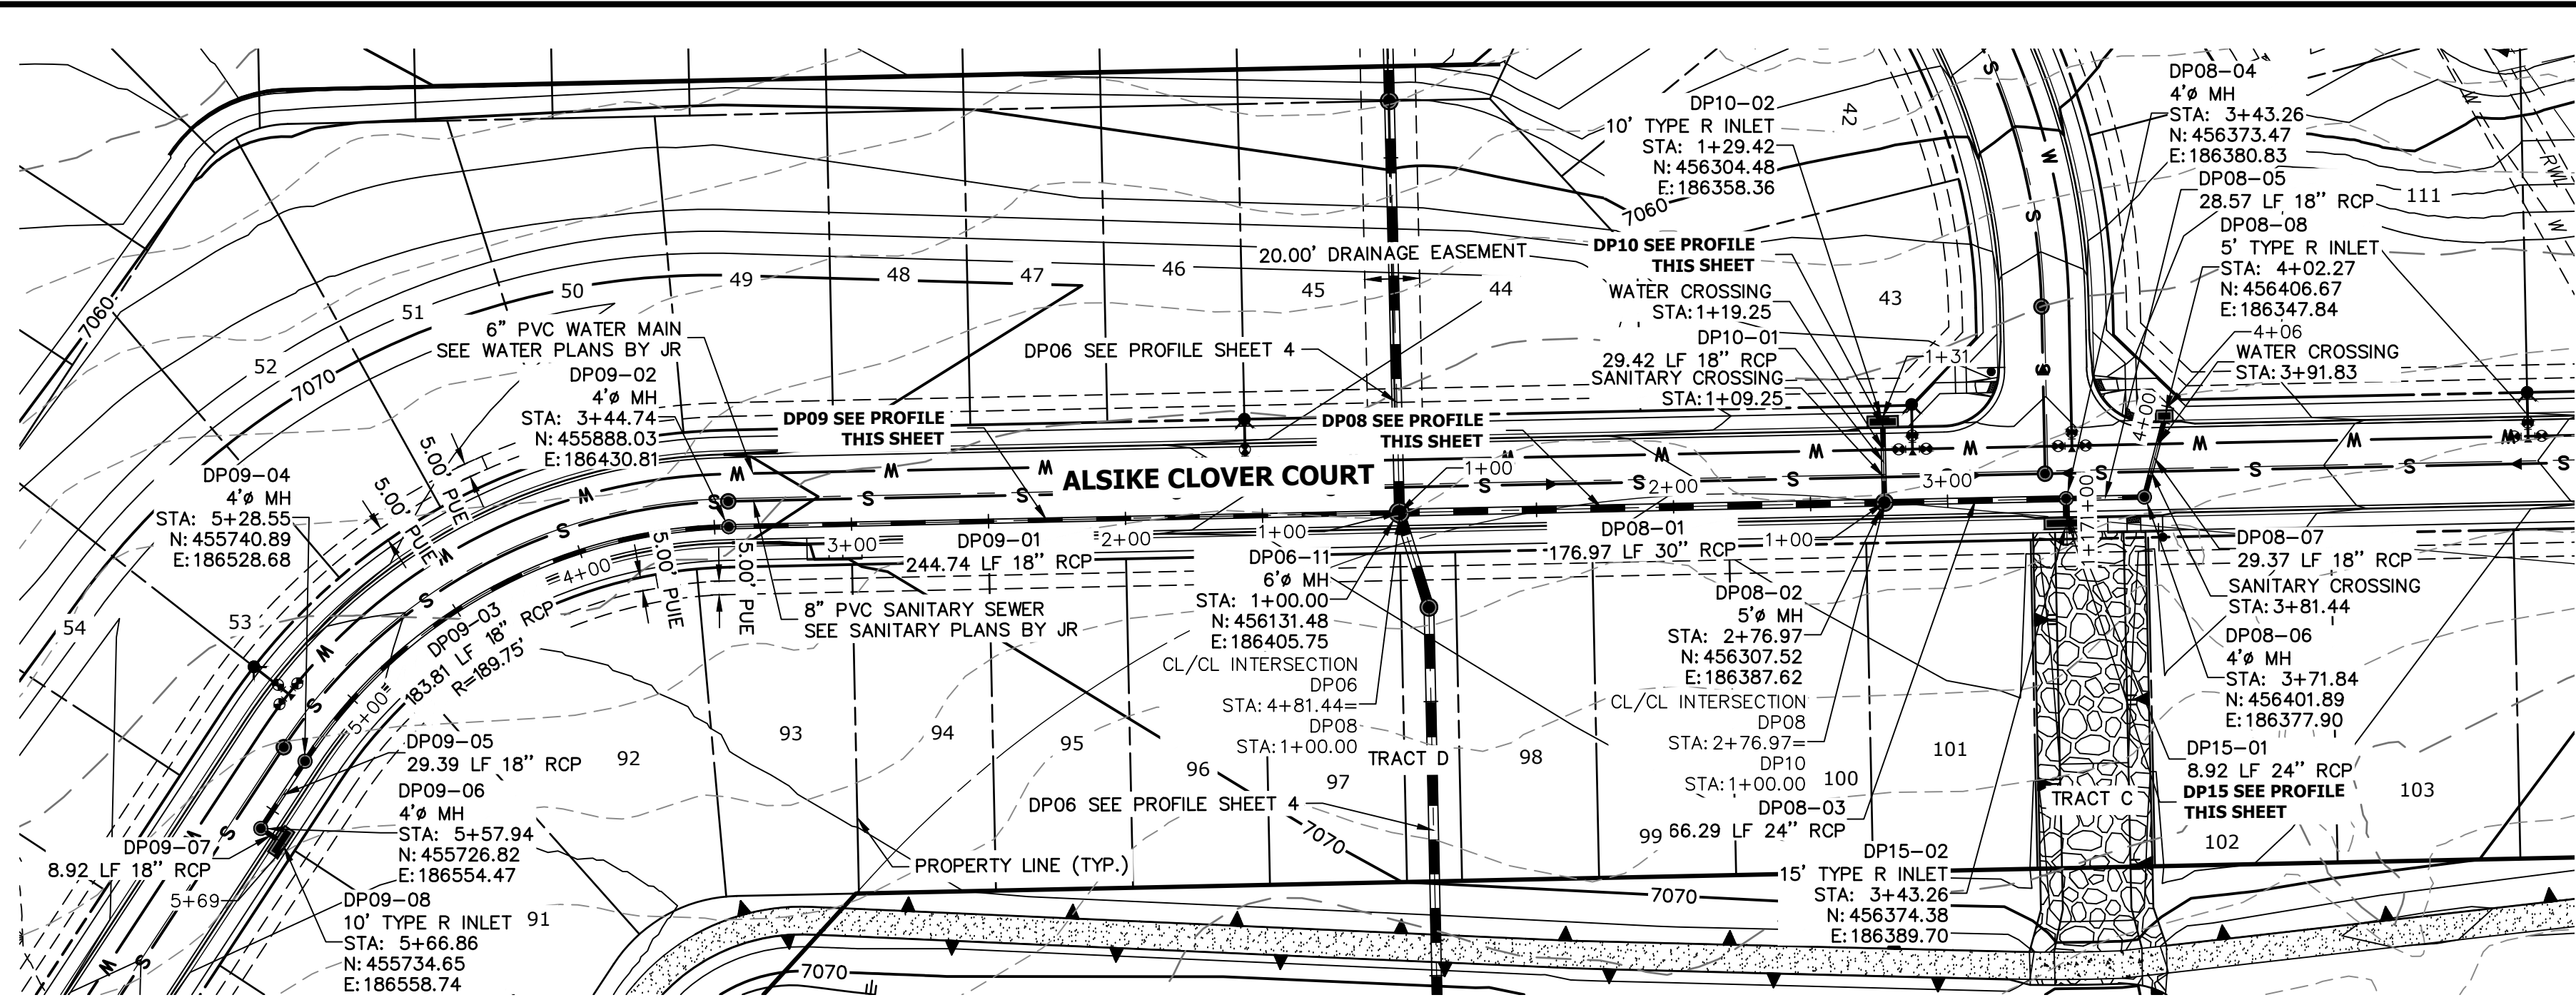 DP08-04
4'ø MH
STA: 3+43.26
N: 456373.47
E:186380.83
DP08-05
28.57 LF 18" RCP
111
DP08-08
5' TYPE R INLET
STA: 4+02.27
N: 456406.67
E:186347.84
4+06
WATER CROSSING
STA: 3+91.83
DP10-02
10' TYPE R INLET
STA: 1+29.42
N: 456304.48
E:186358.36
42
7060
DP10 SEE PROFILE
THIS SHEET
WATER CROSSING
STA:1+19.25
DP10-01
29.42 LF 18" RCP
SANITARY CROSSING
STA:1+09.25
1+31
43
20.00' DRAINAGE EASEMENT
44
45
46
47
48
49
50
51
52
53
54
7060
7070
6" PVC WATER MAIN
SEE WATER PLANS BY JR
DP06 SEE PROFILE SHEET 4
DP09-02
4'ø MH
STA: 3+44.74
N: 455888.03
E:186430.81
DP09 SEE PROFILE
THIS SHEET
DP08 SEE PROFILE
THIS SHEET
5.00' PUIE
5.00' PUE
ALSIKE CLOVER COURT
W
S
RWL
1+00
2+00
3+00
4+00
1+17
1+00
DP09-04
4'ø MH
STA: 5+28.55
N: 455740.89
E:186528.68
3+00
2+00
1+00
4+00
5+00
DP09-01
244.74 LF 18" RCP
DP08-01
176.97 LF 30" RCP
1+00
5.00' PUIE
5.00' PUE
DP09-03
183.81 LF 18" RCP
R=189.75'
8" PVC SANITARY SEWER
SEE SANITARY PLANS BY JR
DP06-11
6'ø MH
STA: 1+00.00
N: 456131.48
E:186405.75
CL/CL INTERSECTION
DP06
STA: 4+81.44=
DP08
STA:1+00.00
DP08-02
5'ø MH
STA: 2+76.97
N: 456307.52
E:186387.62
CL/CL INTERSECTION
DP08
STA: 2+76.97=
DP10
STA:1+00.00
DP08-07
29.37 LF 18" RCP
SANITARY CROSSING
STA: 3+81.44
DP08-06
4'ø MH
STA: 3+71.84
N: 456401.89
E:186377.90
DP15-01
8.92 LF 24" RCP
DP15 SEE PROFILE
THIS SHEET
103
102
TRACT C
101
100
99
DP08-03
66.29 LF 24" RCP
98
TRACT D
97
96
95
94
93
92
91
DP06 SEE PROFILE SHEET 4
7070
PROPERTY LINE (TYP.)
DP15-02
15' TYPE R INLET
STA: 3+43.26
N: 456374.38
E:186389.70
7070
7070
DP09-05
29.39 LF 18" RCP
DP09-06
4'ø MH
STA: 5+57.94
N: 455726.82
E:186554.47
DP09-07
8.92 LF 18" RCP
5+69
DP09-08
10' TYPE R INLET
STA: 5+66.86
N: 455734.65
E:186558.74